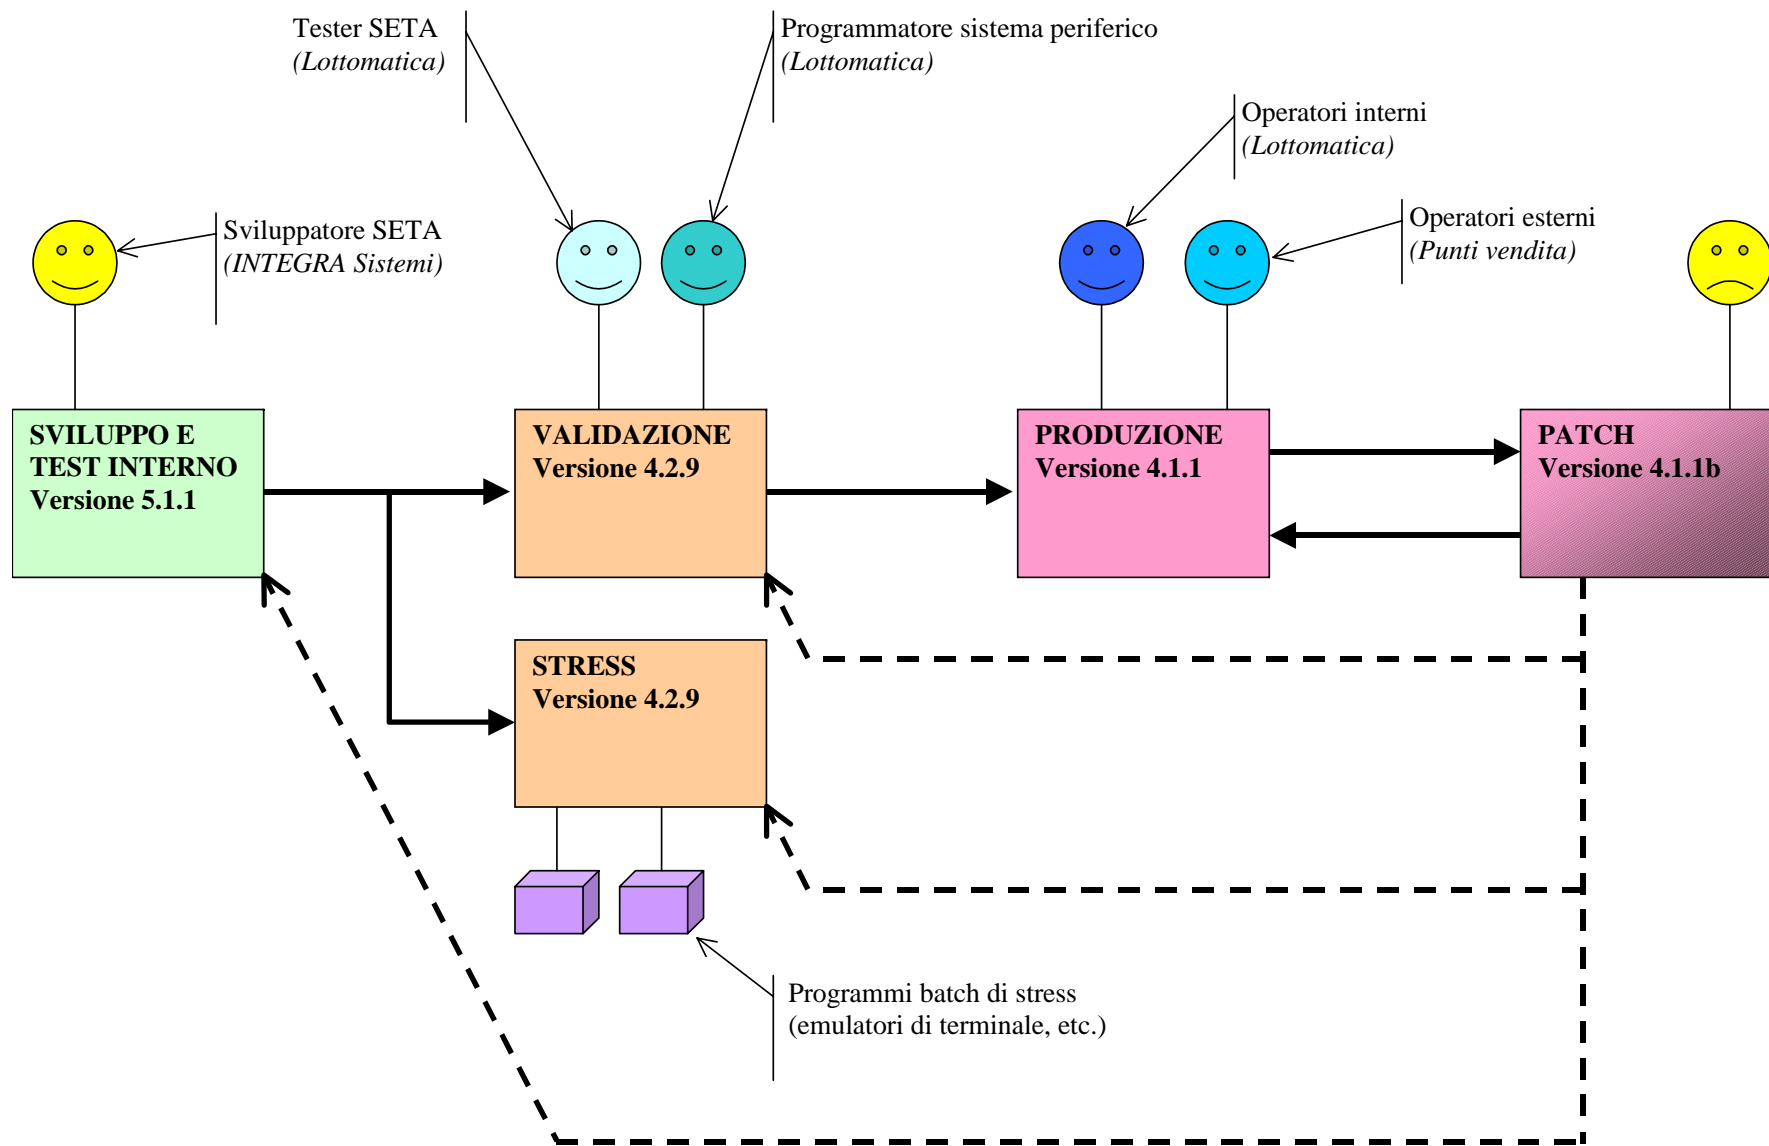 Tester SETA
(Lottomatica)
Programmatore sistema periferico
(Lottomatica)
Operatori interni
(Lottomatica)
Sviluppatore SETA
(INTEGRA Sistemi)
Operatori esterni
(Punti vendita)
SVILUPPO E
TEST INTERNO
Versione 5.1.1
VALIDAZIONE
Versione 4.2.9
PRODUZIONE
Versione 4.1.1
PATCH
Versione 4.1.1b
STRESS
Versione 4.2.9
Programmi batch di stress
(emulatori di terminale, etc.)